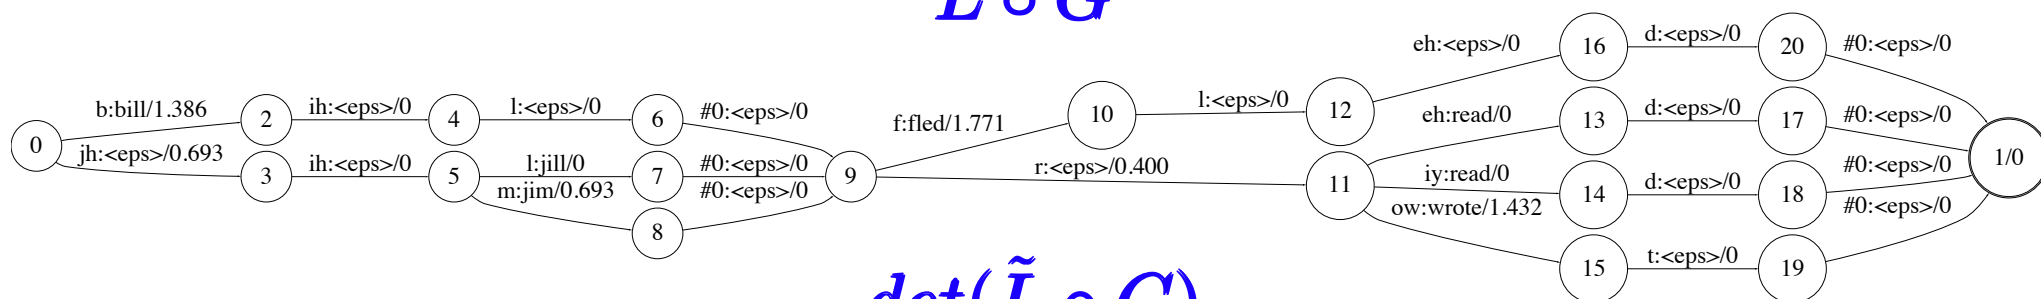 L ∘ G
eh:<eps>/0 16 d:<eps>/0 20 #0:<eps>/0
b:bill/1.386 2 ih:<eps>/0 4 l:<eps>/0 6 #0:<eps>/0 f:fled/1.771 10 l:<eps>/0 12 eh:read/0 13 d:<eps>/0 17 #0:<eps>/0
0 jh:<eps>/0.693 3 ih:<eps>/0 5 l:jill/0 7 #0:<eps>/0 9 r:<eps>/0.400 11 iy:read/0 14 d:<eps>/0 18 #0:<eps>/0 1/0
m:jim/0.693 8 #0:<eps>/0 ow:wrote/1.432 15 t:<eps>/0 19 #0:<eps>/0
det(L̃ ∘ G)